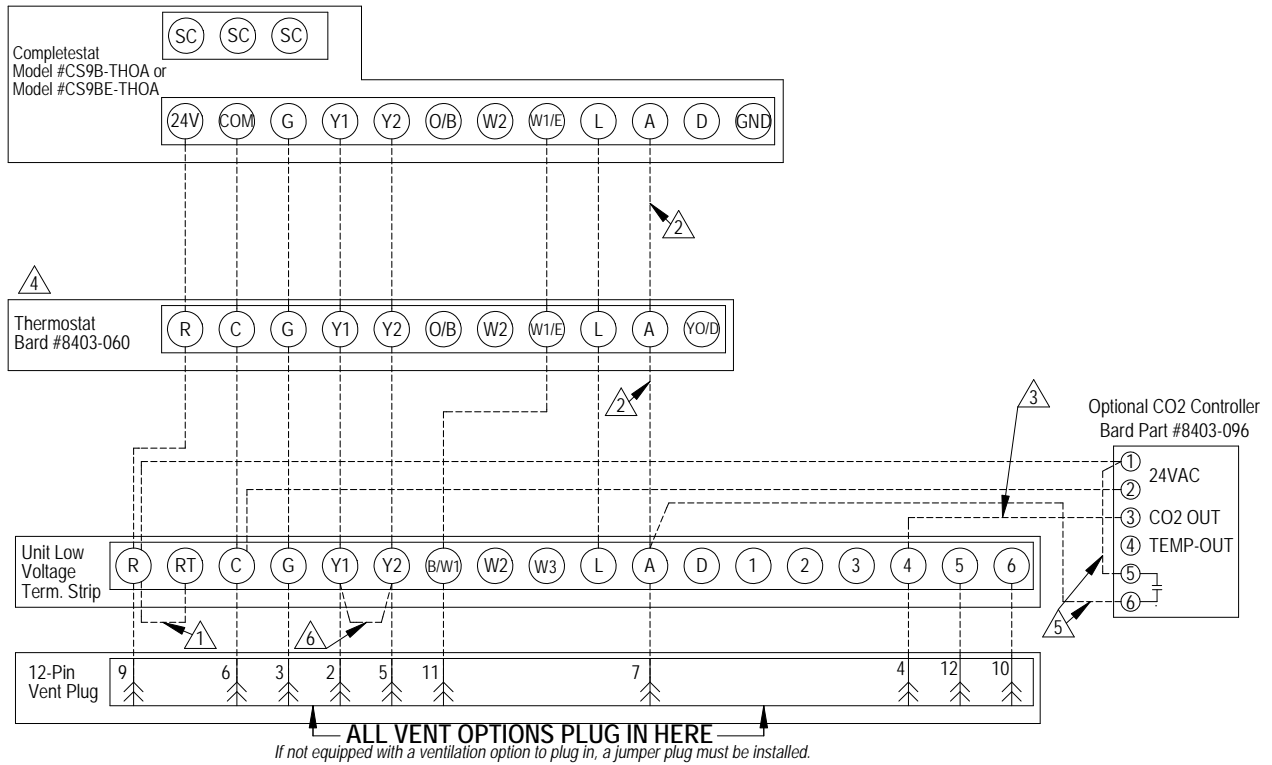 SC SC SC
Completestat
Model #CS9B-THOA or
Model #CS9BE-THOA
24V COM G Y1 Y2 O/B W2 W1/E L A D GND
2
4
Thermostat
Bard #8403-060
R C G Y1 Y2 O/B W2 W1/E L A YO/D
2
3
Optional CO2 Controller
Bard Part #8403-096
1
24VAC
2
3 CO2 OUT
4 TEMP-OUT
5
6
5
Unit Low
Voltage
Term. Strip
R RT C G Y1 Y2 B/W1 W2 W3 L A D 1 2 3 4 5 6
1
6
12-Pin
Vent Plug
9 6 3 2 5 11 7 4 12 10
ALL VENT OPTIONS PLUG IN HERE
If not equipped with a ventilation option to plug in, a jumper plug must be installed.